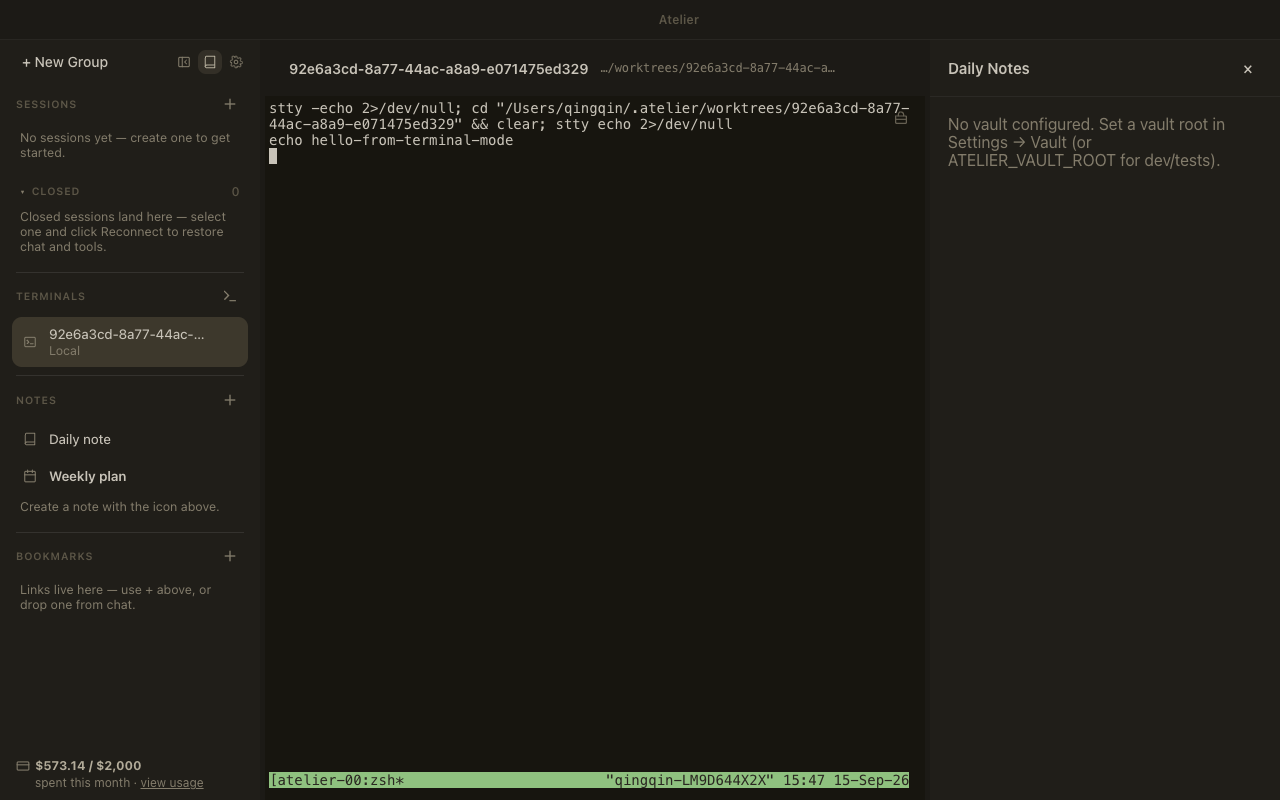 Atelier
+ New Group
SESSIONS
No sessions yet — create one to get
started.
CLOSED
0
Closed sessions land here — select
one and click Reconnect to restore
chat and tools.
TERMINALS
92e6a3cd-8a77-44ac-...
Local
NOTES
Daily note
Weekly plan
Create a note with the icon above.
BOOKMARKS
Links live here — use + above, or
drop one from chat.
$573.14 / $2,000
spent this month · view usage
92e6a3cd-8a77-44ac-a8a9-e071475ed329 …/worktrees/92e6a3cd-8a77-44ac-a…
stty -echo 2>/dev/null; cd "/Users/qingqin/.atelier/worktrees/92e6a3cd-8a77-
44ac-a8a9-e071475ed329" && clear; stty echo 2>/dev/null
echo hello-from-terminal-mode
[atelier-00:zsh* "qingqin-LM9D644X2X" 15:47 15-Sep-26
Daily Notes
No vault configured. Set a vault root in
Settings → Vault (or
ATELIER_VAULT_ROOT for dev/tests).